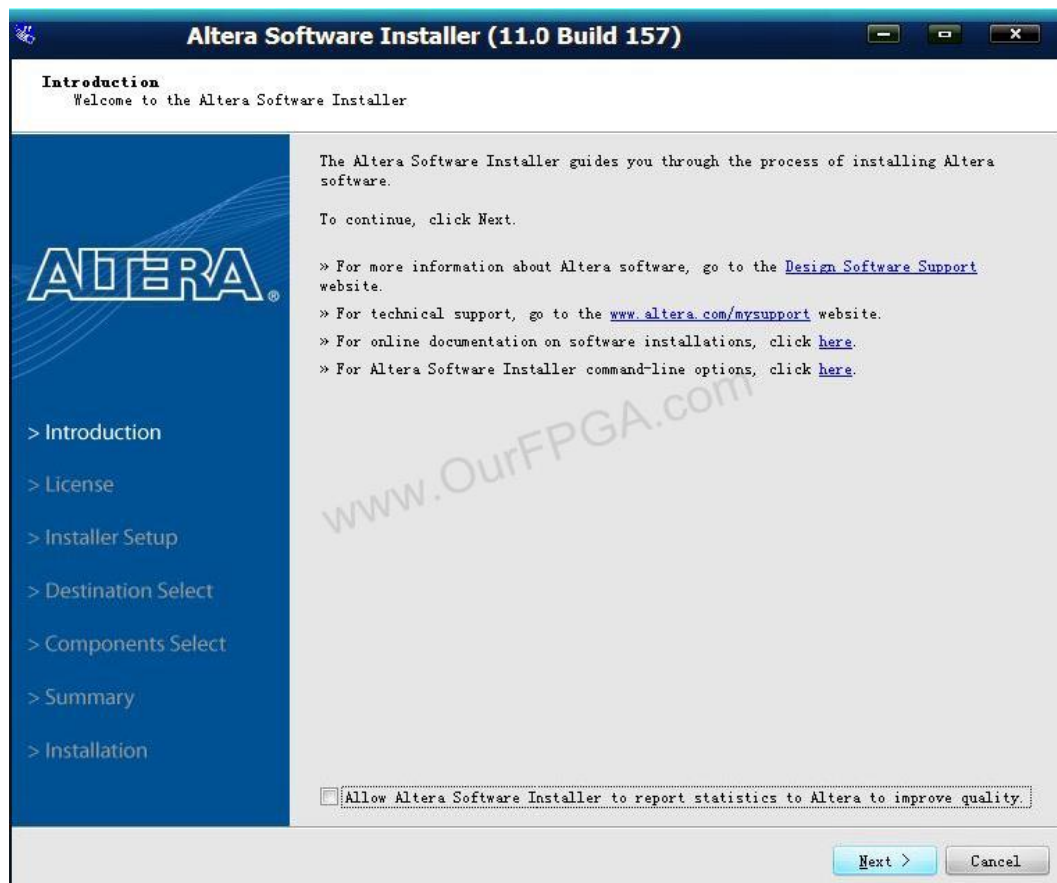 Altera Software Installer (11.0 Build 157)
Introduction
Welcome to the Altera Software Installer
The Altera Software Installer guides you through the process of installing Altera
software.
To continue, click Next.
» For more information about Altera software, go to the Design Software Support
website.
» For technical support, go to the www.altera.com/mysupport website.
» For online documentation on software installations, click here.
» For Altera Software Installer command-line options, click here.
ALTERA®
> Introduction
> License
> Installer Setup
> Destination Select
> Components Select
> Summary
> Installation
www.OurFPGA.com
Allow Altera Software Installer to report statistics to Altera to improve quality.
Next >
Cancel